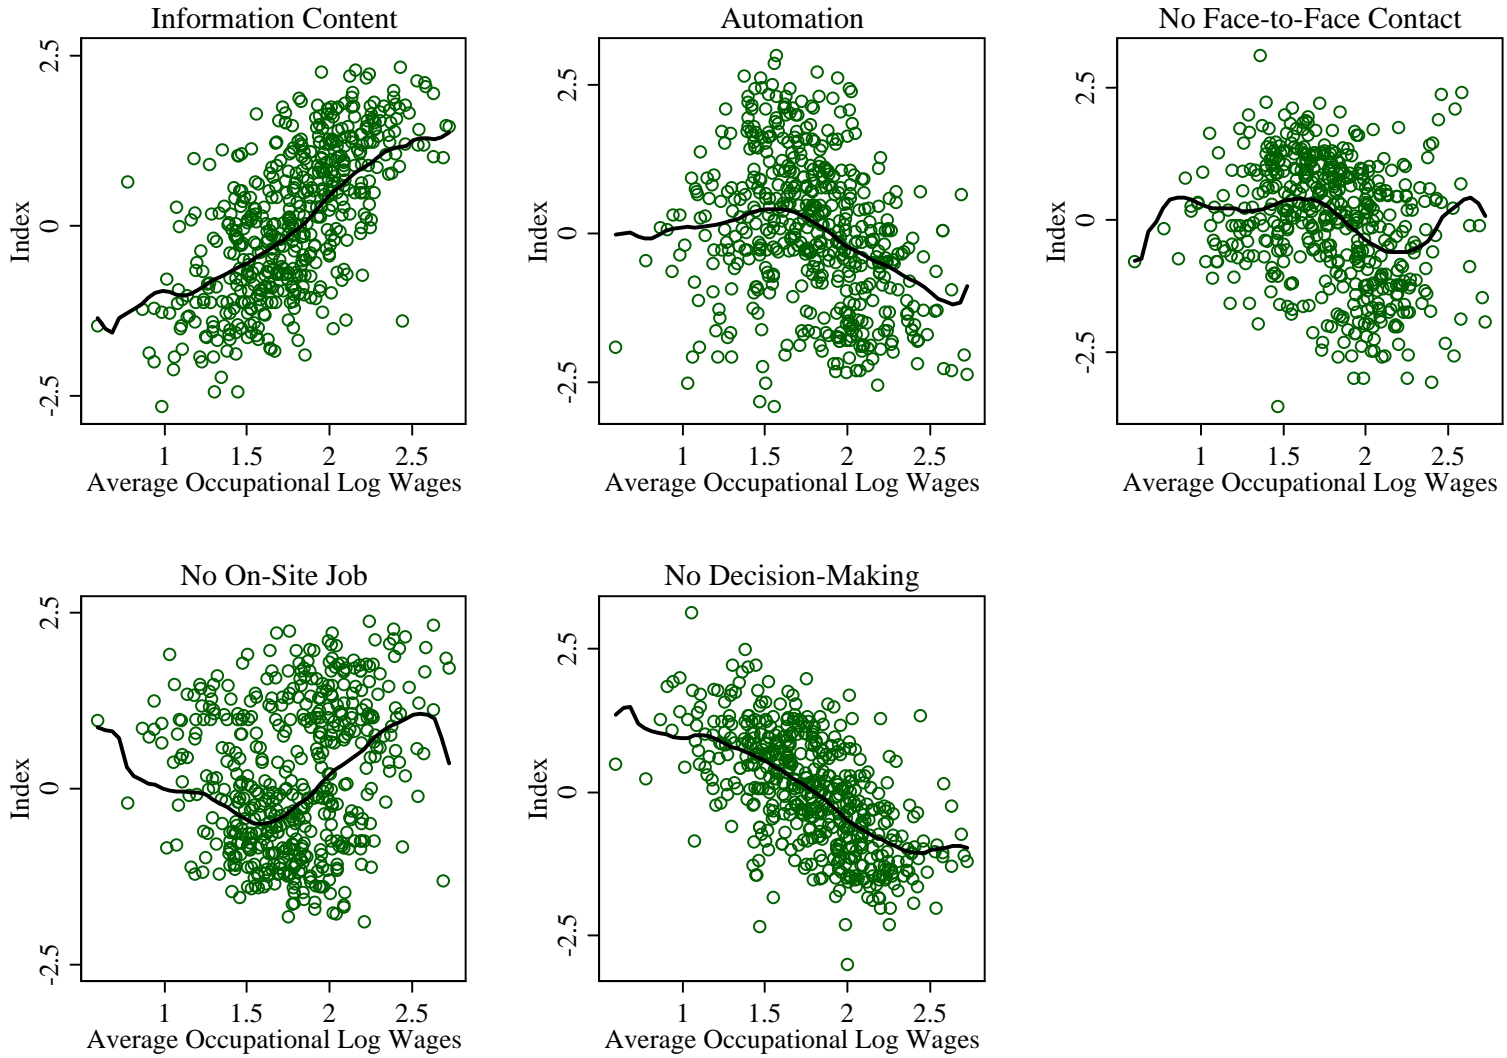 Information Content
Automation
No Face-to-Face Contact
2.5
0
-2.5
Index
1 1.5 2 2.5
Average Occupational Log Wages
2.5
0
-2.5
Index
1 1.5 2 2.5
Average Occupational Log Wages
2.5
0
-2.5
Index
1 1.5 2 2.5
Average Occupational Log Wages
No On-Site Job
No Decision-Making
2.5
0
-2.5
Index
1 1.5 2 2.5
Average Occupational Log Wages
2.5
0
-2.5
Index
1 1.5 2 2.5
Average Occupational Log Wages